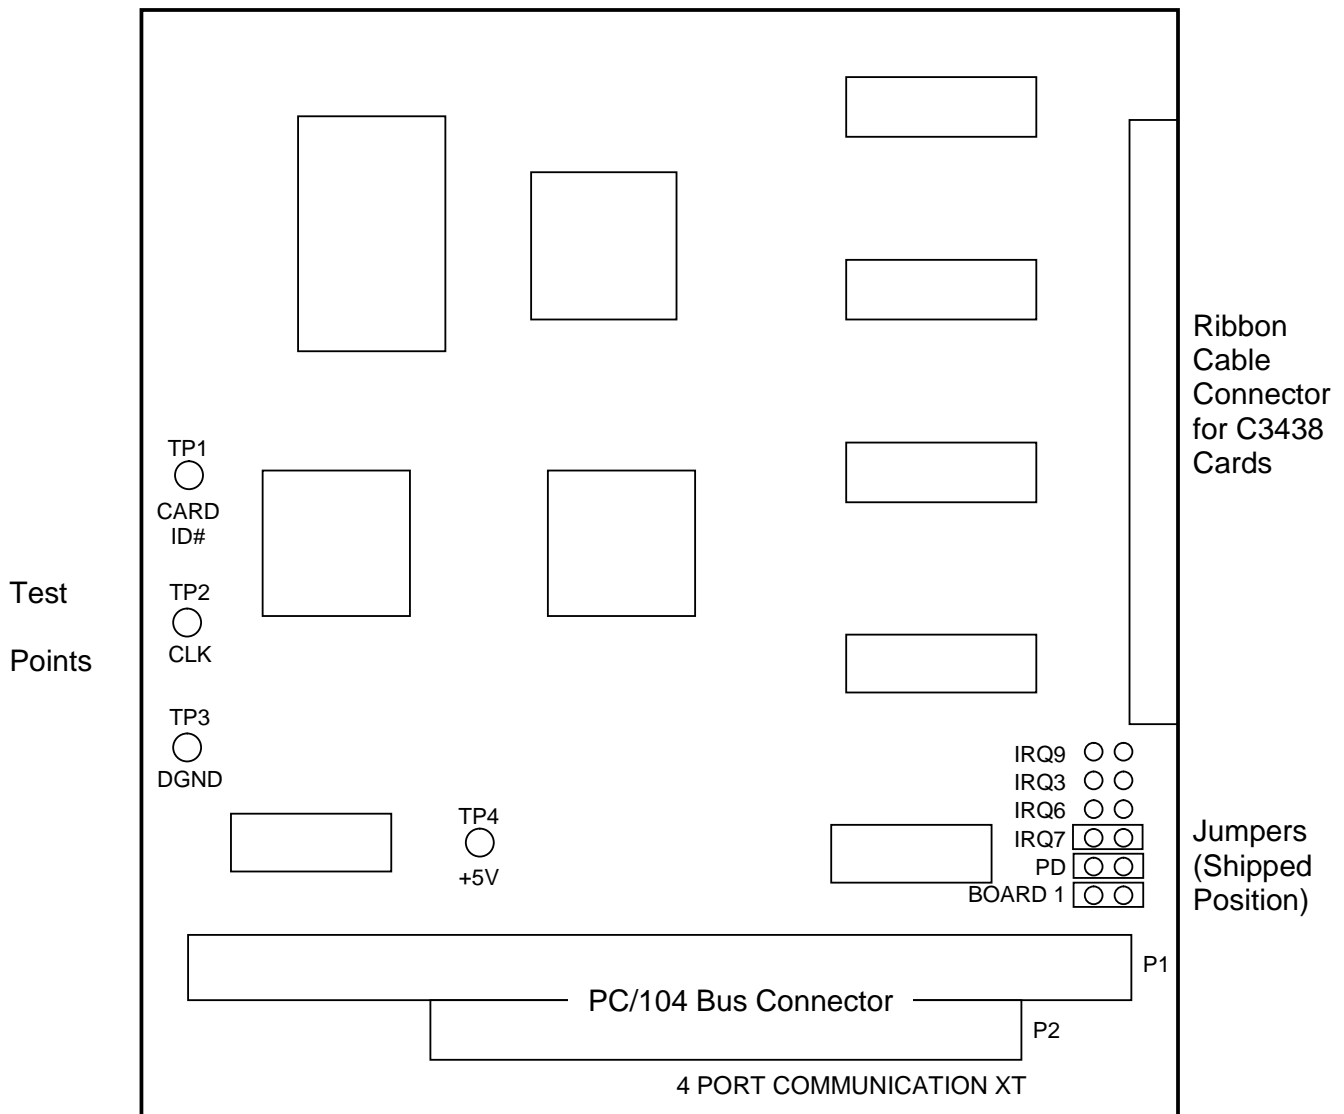 Ribbon
Cable
Connector
for C3438
Cards
TP1
CARD
ID#
Test
Points
TP2
CLK
TP3
DGND
TP4
+5V
IRQ9
IRQ3
IRQ6
IRQ7
PD
BOARD 1
Jumpers
(Shipped
Position)
P1
PC/104 Bus Connector
P2
4 PORT COMMUNICATION XT